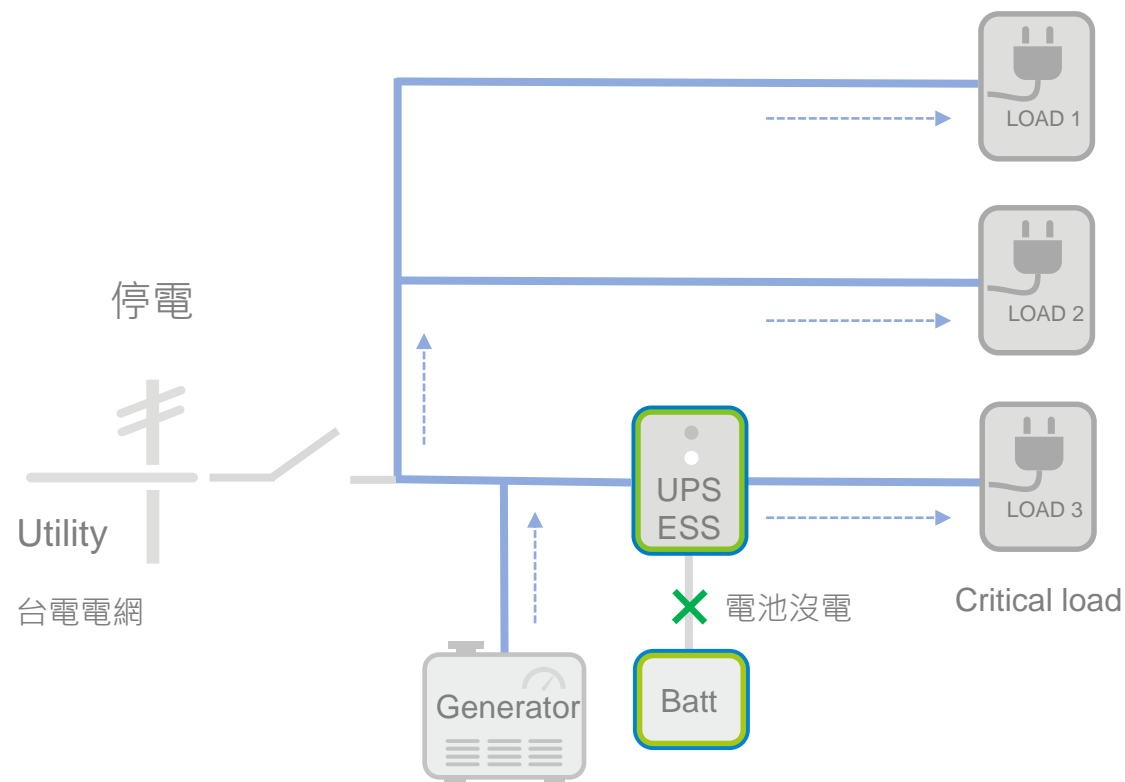 LOAD 1
停電
LOAD 2
UPS
ESS
LOAD 3
Utility
台電電網
電池沒電
Critical load
Generator
Batt